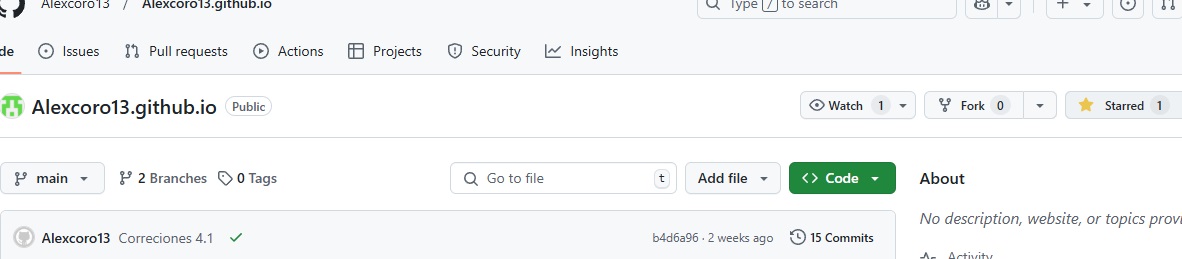 Alexcoro13 / Alexcoro13.github.io Type / to search
de Issues Pull requests Actions Projects Security Insights
Alexcoro13.github.io Public Watch 1 Fork 0 Starred 1
main 2 Branches 0 Tags Go to file t Add file Code About
No description, website, or topics provi
Alexcoro13 Correciones 4.1 b4d6a96 · 2 weeks ago 15 Commits
Activity